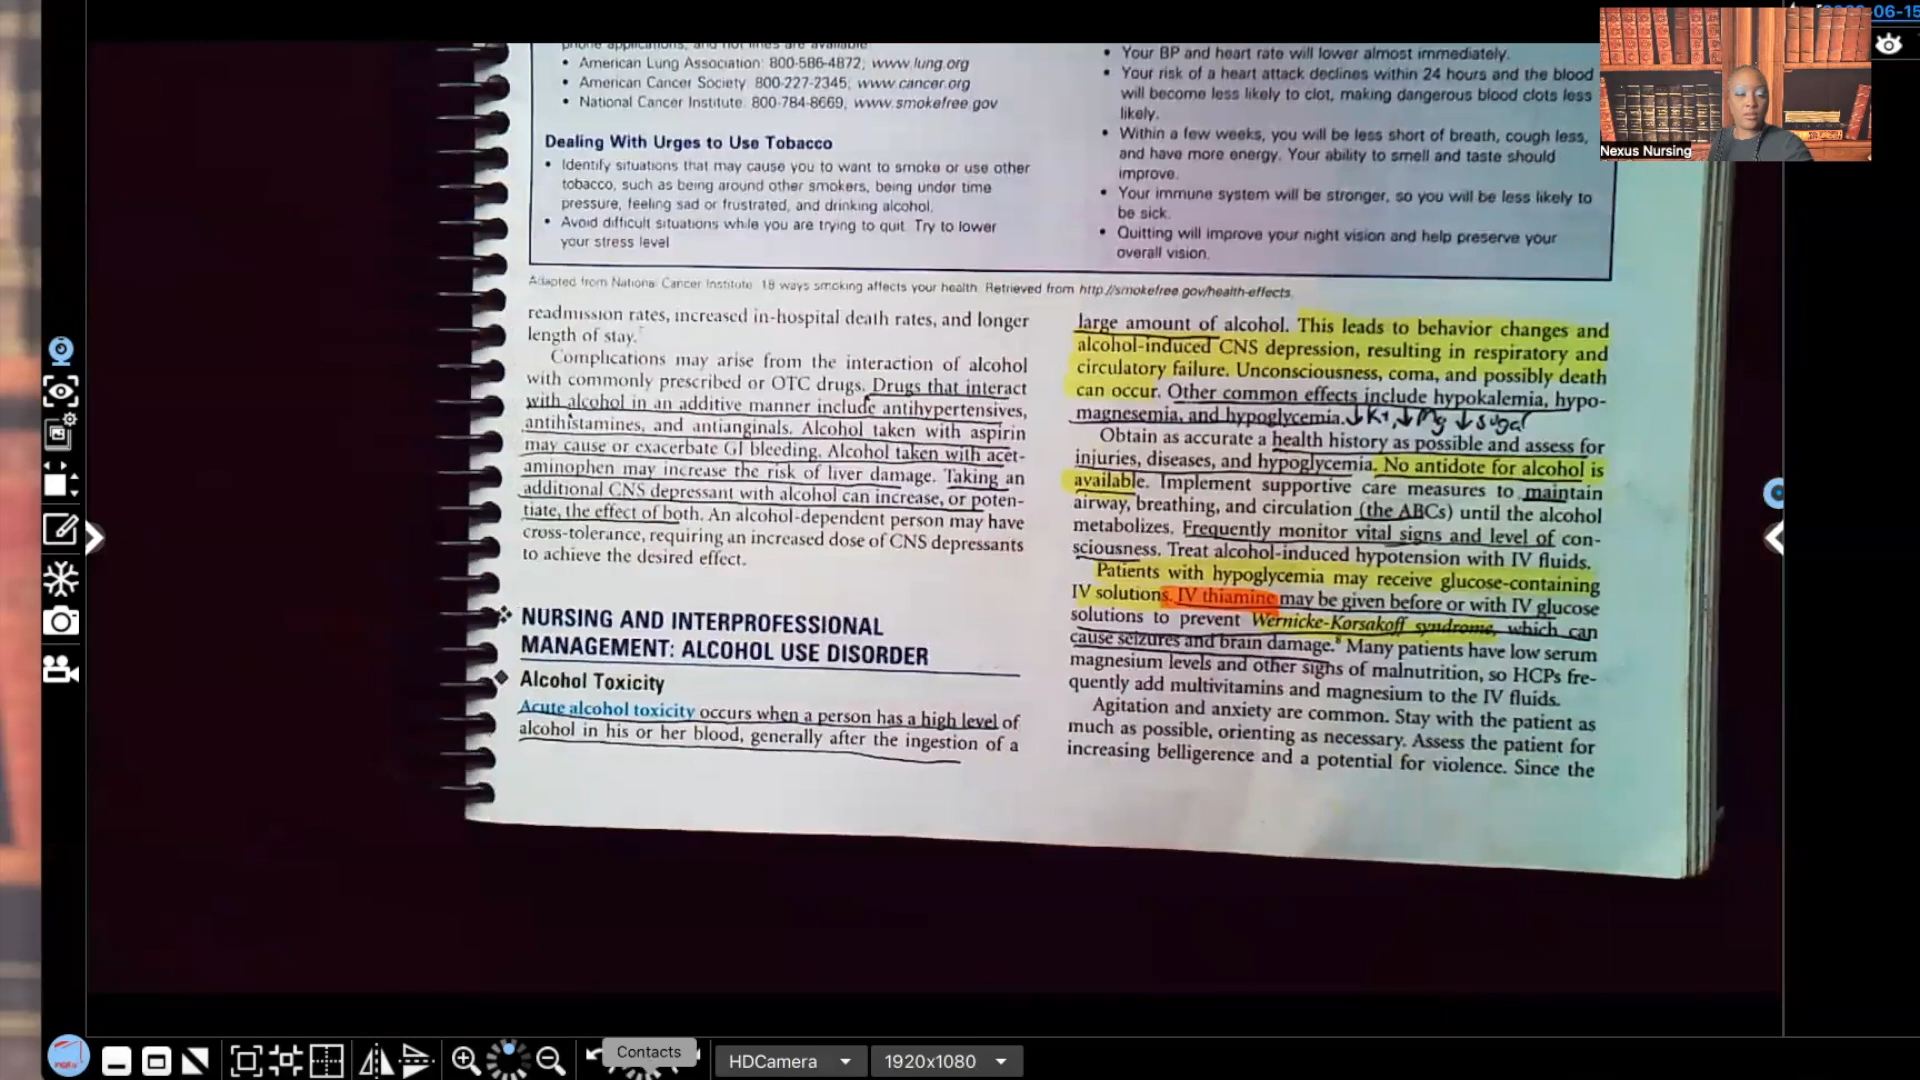 phone applications, and hot lines are available
• American Lung Association: 800-586-4872; www.lung.org
• American Cancer Society: 800-227-2345; www.cancer.org
• National Cancer Institute: 800-784-8669; www.smokefree.gov
Dealing With Urges to Use Tobacco
• Identify situations that may cause you to want to smoke or use other
tobacco, such as being around other smokers, being under time
pressure, feeling sad or frustrated, and drinking alcohol.
• Avoid difficult situations while you are trying to quit. Try to lower
your stress level
• Your BP and heart rate will lower almost immediately.
• Your risk of a heart attack declines within 24 hours and the blood
will become less likely to clot, making dangerous blood clots less
likely.
• Within a few weeks, you will be less short of breath, cough less,
and have more energy. Your ability to smell and taste should
improve.
• Your immune system will be stronger, so you will be less likely to
be sick.
• Quitting will improve your night vision and help preserve your
overall vision.
Adapted from National Cancer Institute: 18 ways smoking affects your health. Retrieved from http://smokefree.gov/health-effects.
readmission rates, increased in-hospital death rates, and longer
length of stay.7
Complications may arise from the interaction of alcohol
with commonly prescribed or OTC drugs. Drugs that interact
with alcohol in an additive manner include antihypertensives,
antihistamines, and antianginals. Alcohol taken with aspirin
may cause or exacerbate GI bleeding. Alcohol taken with acet-
aminophen may increase the risk of liver damage. Taking an
additional CNS depressant with alcohol can increase, or poten-
tiate, the effect of both. An alcohol-dependent person may have
cross-tolerance, requiring an increased dose of CNS depressants
to achieve the desired effect.
NURSING AND INTERPROFESSIONAL
MANAGEMENT: ALCOHOL USE DISORDER
Alcohol Toxicity
Acute alcohol toxicity occurs when a person has a high level of
alcohol in his or her blood, generally after the ingestion of a
large amount of alcohol. This leads to behavior changes and
alcohol-induced CNS depression, resulting in respiratory and
circulatory failure. Unconsciousness, coma, and possibly death
can occur. Other common effects include hypokalemia, hypo-
magnesemia, and hypoglycemia. ↓K+, ↓Mg ↓sugar
Obtain as accurate a health history as possible and assess for
injuries, diseases, and hypoglycemia. No antidote for alcohol is
available. Implement supportive care measures to maintain
airway, breathing, and circulation (the ABCs) until the alcohol
metabolizes. Frequently monitor vital signs and level of con-
sciousness. Treat alcohol-induced hypotension with IV fluids.
Patients with hypoglycemia may receive glucose-containing
IV solutions. IV thiamine may be given before or with IV glucose
solutions to prevent Wernicke-Korsakoff syndrome, which can
cause seizures and brain damage.8 Many patients have low serum
magnesium levels and other signs of malnutrition, so HCPs fre-
quently add multivitamins and magnesium to the IV fluids.
Agitation and anxiety are common. Stay with the patient as
much as possible, orienting as necessary. Assess the patient for
increasing belligerence and a potential for violence. Since the
Nexus Nursing
06-15
Contacts
HDCamera
1920x1080